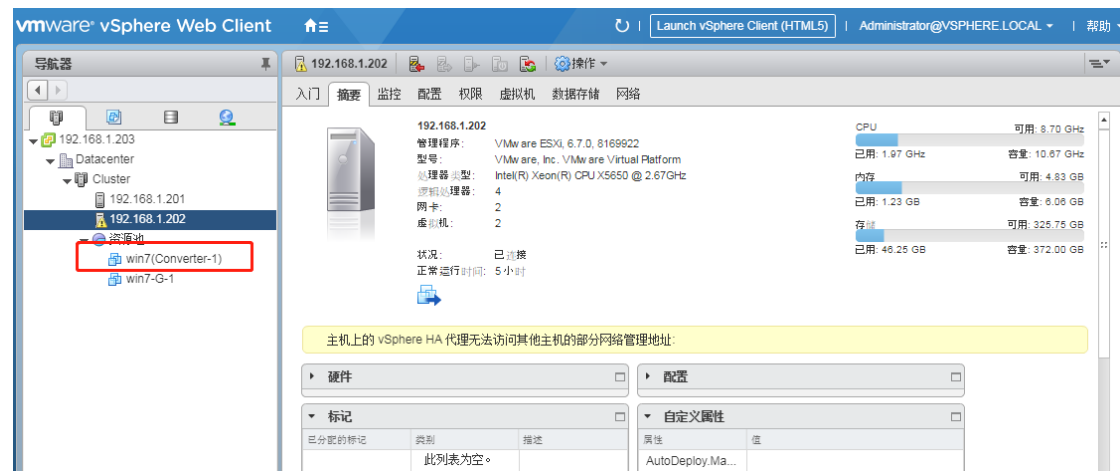 vmware® vSphere Web Client
Launch vSphere Client (HTML5)
Administrator@VSPHERE.LOCAL
帮助
导航器
192.168.1.202
操作
入门 摘要 监控 配置 权限 虚拟机 数据存储 网络
192.168.1.203
Datacenter
Cluster
192.168.1.201
192.168.1.202
资源池
win7(Converter-1)
win7-G-1
192.168.1.202
管理程序: VMware ESXi, 6.7.0, 8169922
型号: VMware, Inc. VMware Virtual Platform
处理器类型: Intel(R) Xeon(R) CPU X5650 @ 2.67GHz
逻辑处理器: 4
网卡: 2
虚拟机: 2
状况: 已连接
正常运行时间: 5 小时
CPU 可用: 8.70 GHz
已用: 1.97 GHz 容量: 10.67 GHz
内存 可用: 4.83 GB
已用: 1.23 GB 容量: 6.06 GB
存储 可用: 325.75 GB
已用: 46.25 GB 容量: 372.00 GB
主机上的 vSphere HA 代理无法访问其他主机的部分网络管理地址:
硬件
配置
标记
已分配的标记 类别 描述
此列表为空。
自定义属性
属性 值
AutoDeploy.Ma...